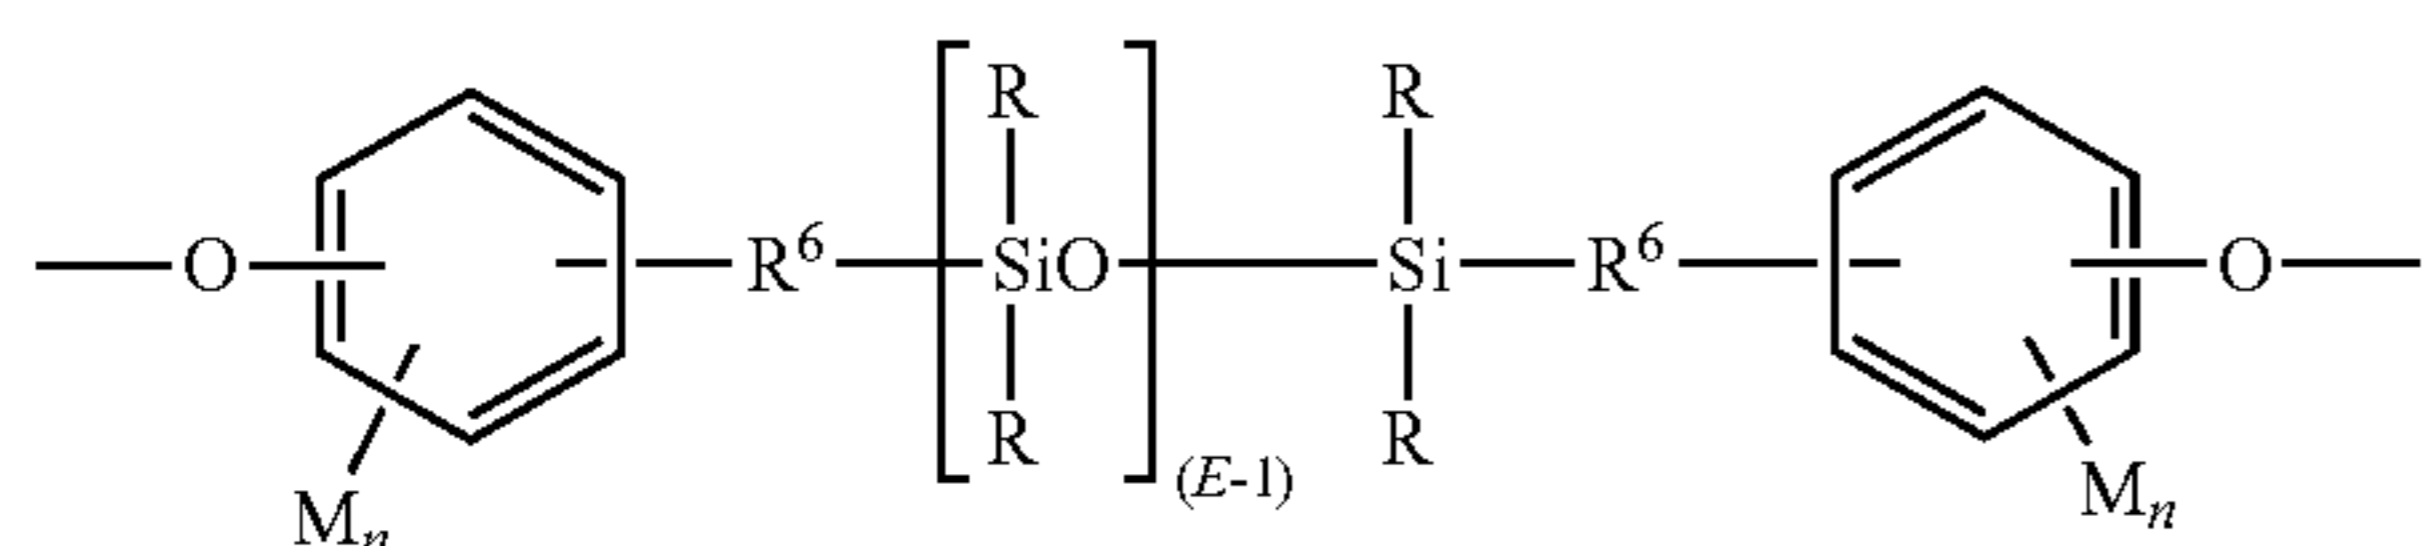 R R
O R⁶ SiO Si R⁶ O
R R
(E-1)
Mₙ Mₙ